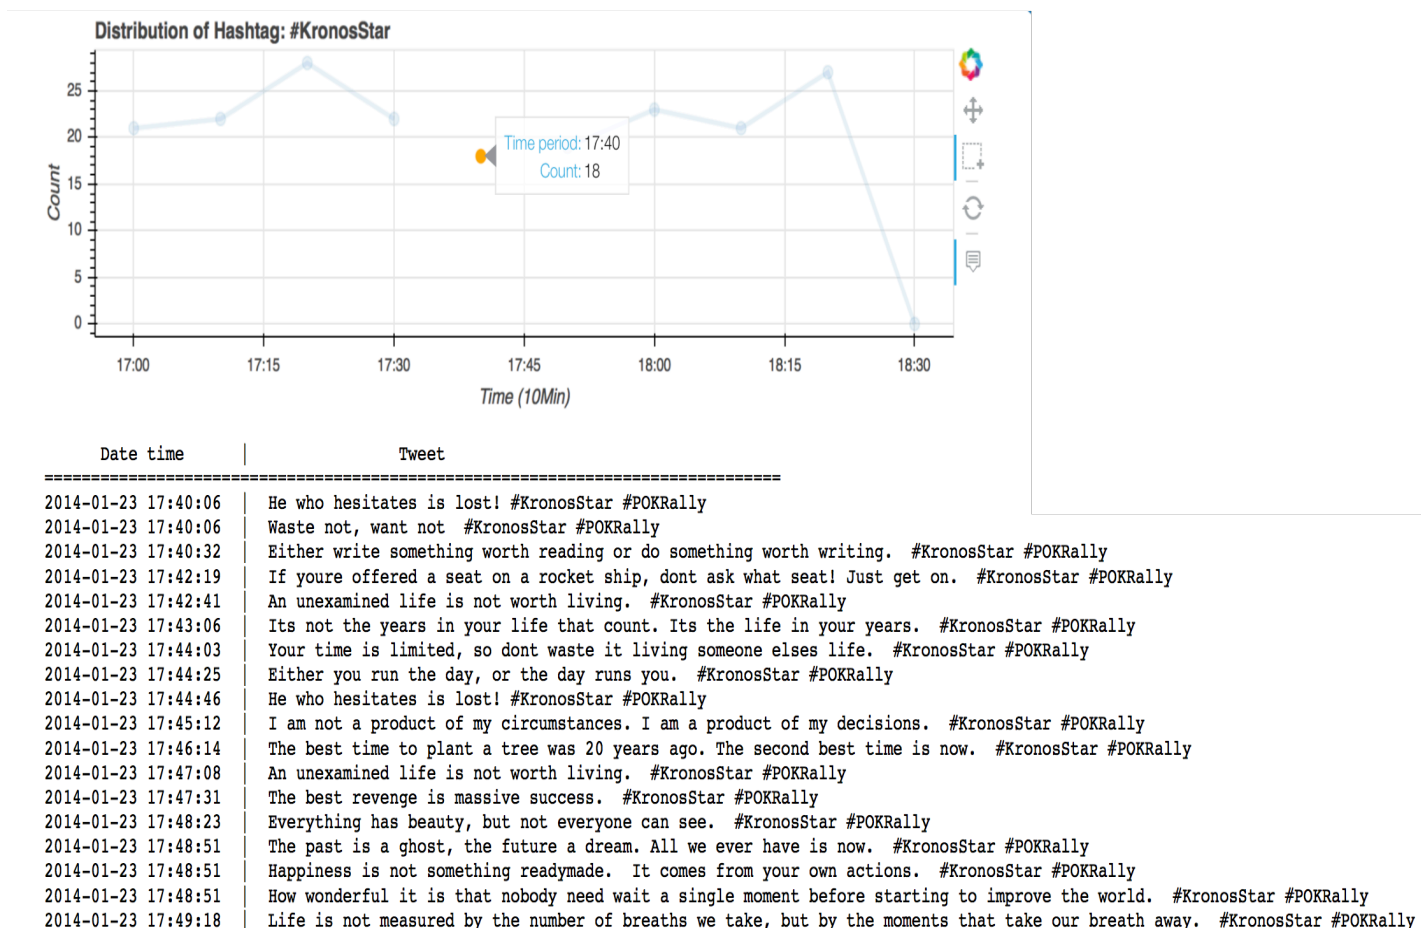 Distribution of Hashtag: #KronosStar
25
20
15
10
5
0
Count
Time period: 17:40
Count: 18
17:00 17:15 17:30 17:45 18:00 18:15 18:30
Time (10Min)
Date time | Tweet
===============================================================================
2014-01-23 17:40:06 | He who hesitates is lost! #KronosStar #POKRally
2014-01-23 17:40:06 | Waste not, want not #KronosStar #POKRally
2014-01-23 17:40:32 | Either write something worth reading or do something worth writing. #KronosStar #POKRally
2014-01-23 17:42:19 | If youre offered a seat on a rocket ship, dont ask what seat! Just get on. #KronosStar #POKRally
2014-01-23 17:42:41 | An unexamined life is not worth living. #KronosStar #POKRally
2014-01-23 17:43:06 | Its not the years in your life that count. Its the life in your years. #KronosStar #POKRally
2014-01-23 17:44:03 | Your time is limited, so dont waste it living someone elses life. #KronosStar #POKRally
2014-01-23 17:44:25 | Either you run the day, or the day runs you. #KronosStar #POKRally
2014-01-23 17:44:46 | He who hesitates is lost! #KronosStar #POKRally
2014-01-23 17:45:12 | I am not a product of my circumstances. I am a product of my decisions. #KronosStar #POKRally
2014-01-23 17:46:14 | The best time to plant a tree was 20 years ago. The second best time is now. #KronosStar #POKRally
2014-01-23 17:47:08 | An unexamined life is not worth living. #KronosStar #POKRally
2014-01-23 17:47:31 | The best revenge is massive success. #KronosStar #POKRally
2014-01-23 17:48:23 | Everything has beauty, but not everyone can see. #KronosStar #POKRally
2014-01-23 17:48:51 | The past is a ghost, the future a dream. All we ever have is now. #KronosStar #POKRally
2014-01-23 17:48:51 | Happiness is not something readymade. It comes from your own actions. #KronosStar #POKRally
2014-01-23 17:48:51 | How wonderful it is that nobody need wait a single moment before starting to improve the world. #KronosStar #POKRally
2014-01-23 17:49:18 | Life is not measured by the number of breaths we take, but by the moments that take our breath away. #KronosStar #POKRally